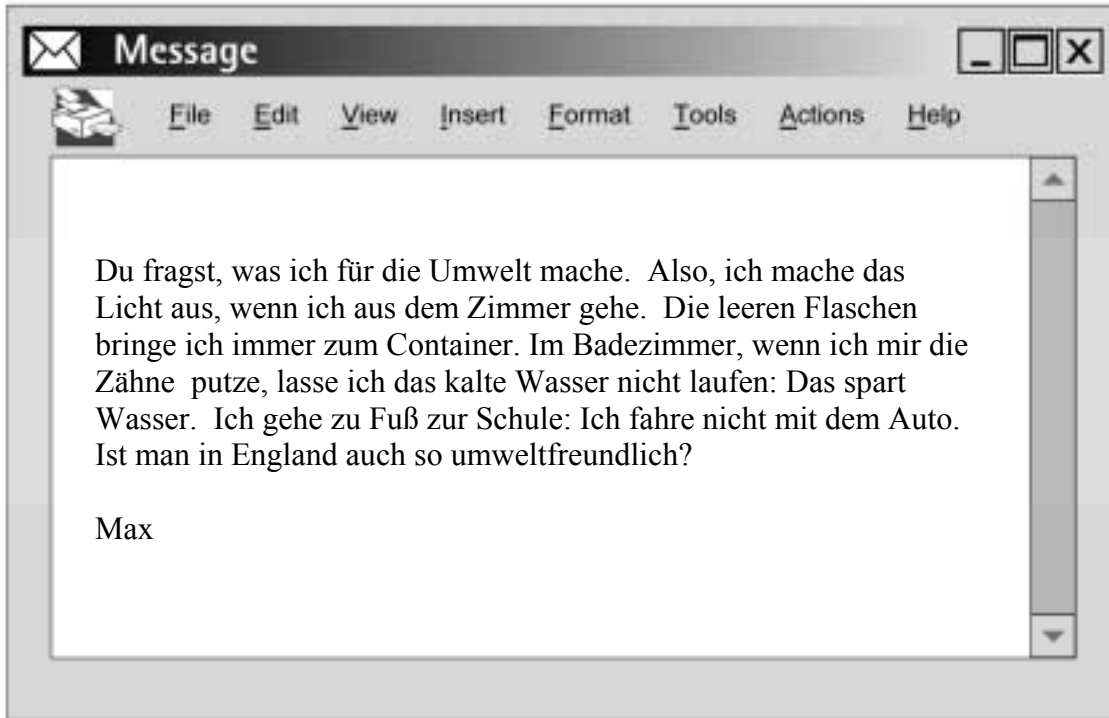 Message
File Edit View Insert Format Tools Actions Help
Du fragst, was ich für die Umwelt mache.  Also, ich mache das
Licht aus, wenn ich aus dem Zimmer gehe.  Die leeren Flaschen
bringe ich immer zum Container. Im Badezimmer, wenn ich mir die
Zähne  putze, lasse ich das kalte Wasser nicht laufen: Das spart
Wasser.  Ich gehe zu Fuß zur Schule: Ich fahre nicht mit dem Auto.
Ist man in England auch so umweltfreundlich?
Max